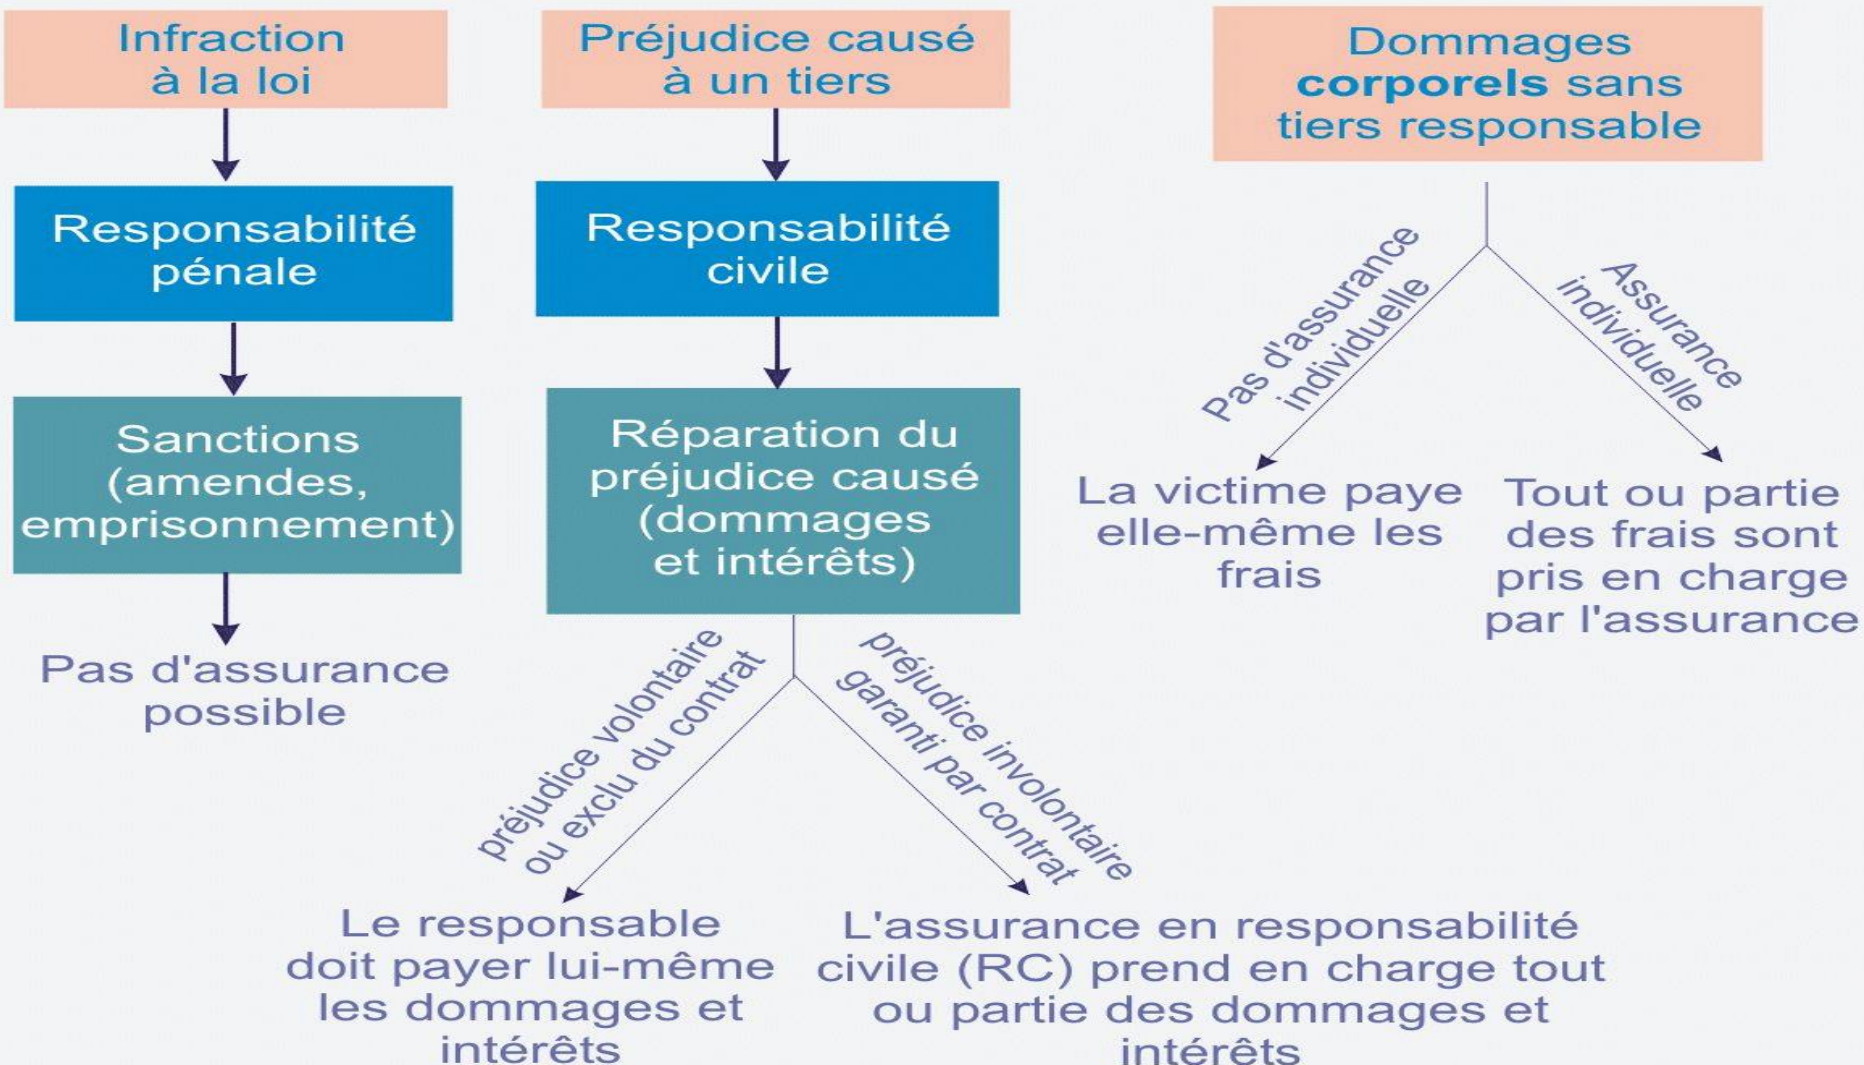 Infraction
à la loi
Responsabilité
pénale
Sanctions
(amendes,
emprisonnement)
Pas d'assurance
possible
Préjudice causé
à un tiers
Responsabilité
civile
Réparation du
préjudice causé
(dommages
et intérêts)
préjudice volontaire
ou exclu du contrat
préjudice involontaire
garanti par contrat
Le responsable
doit payer lui-même
les dommages et
intérêts
L'assurance en responsabilité
civile (RC) prend en charge tout
ou partie des dommages et
intérêts
Dommages
corporels sans
tiers responsable
Pas d'assurance
individuelle
Assurance
individuelle
La victime paye
elle-même les
frais
Tout ou partie
des frais sont
pris en charge
par l'assurance